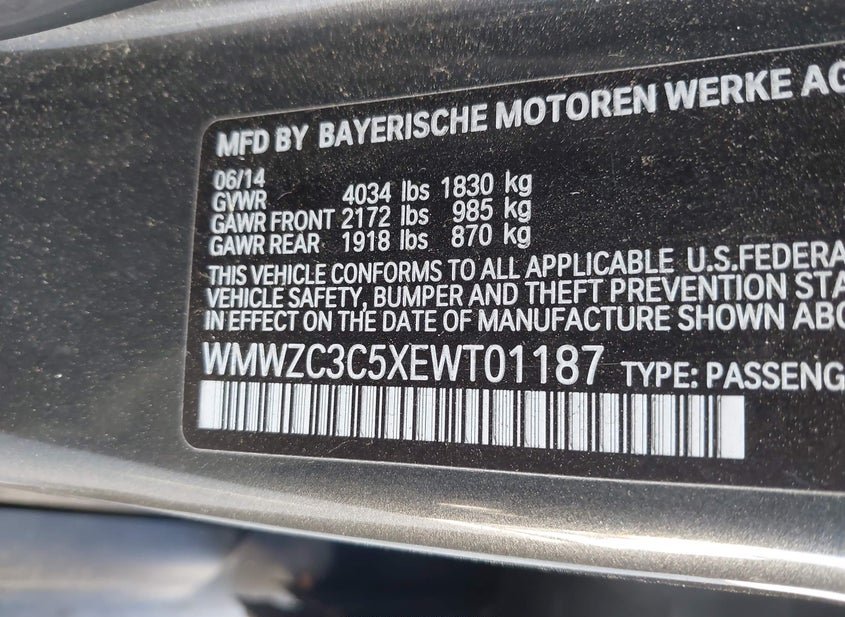 MFD BY BAYERISCHE MOTOREN WERKE AG
06/14
GVWR 4034 lbs 1830 kg
GAWR FRONT 2172 lbs 985 kg
GAWR REAR 1918 lbs 870 kg
THIS VEHICLE CONFORMS TO ALL APPLICABLE U.S.FEDERA
VEHICLE SAFETY, BUMPER AND THEFT PREVENTION STA
IN EFFECT ON THE DATE OF MANUFACTURE SHOWN ABO
WMWZC3C5XEWT01187 TYPE: PASSENG